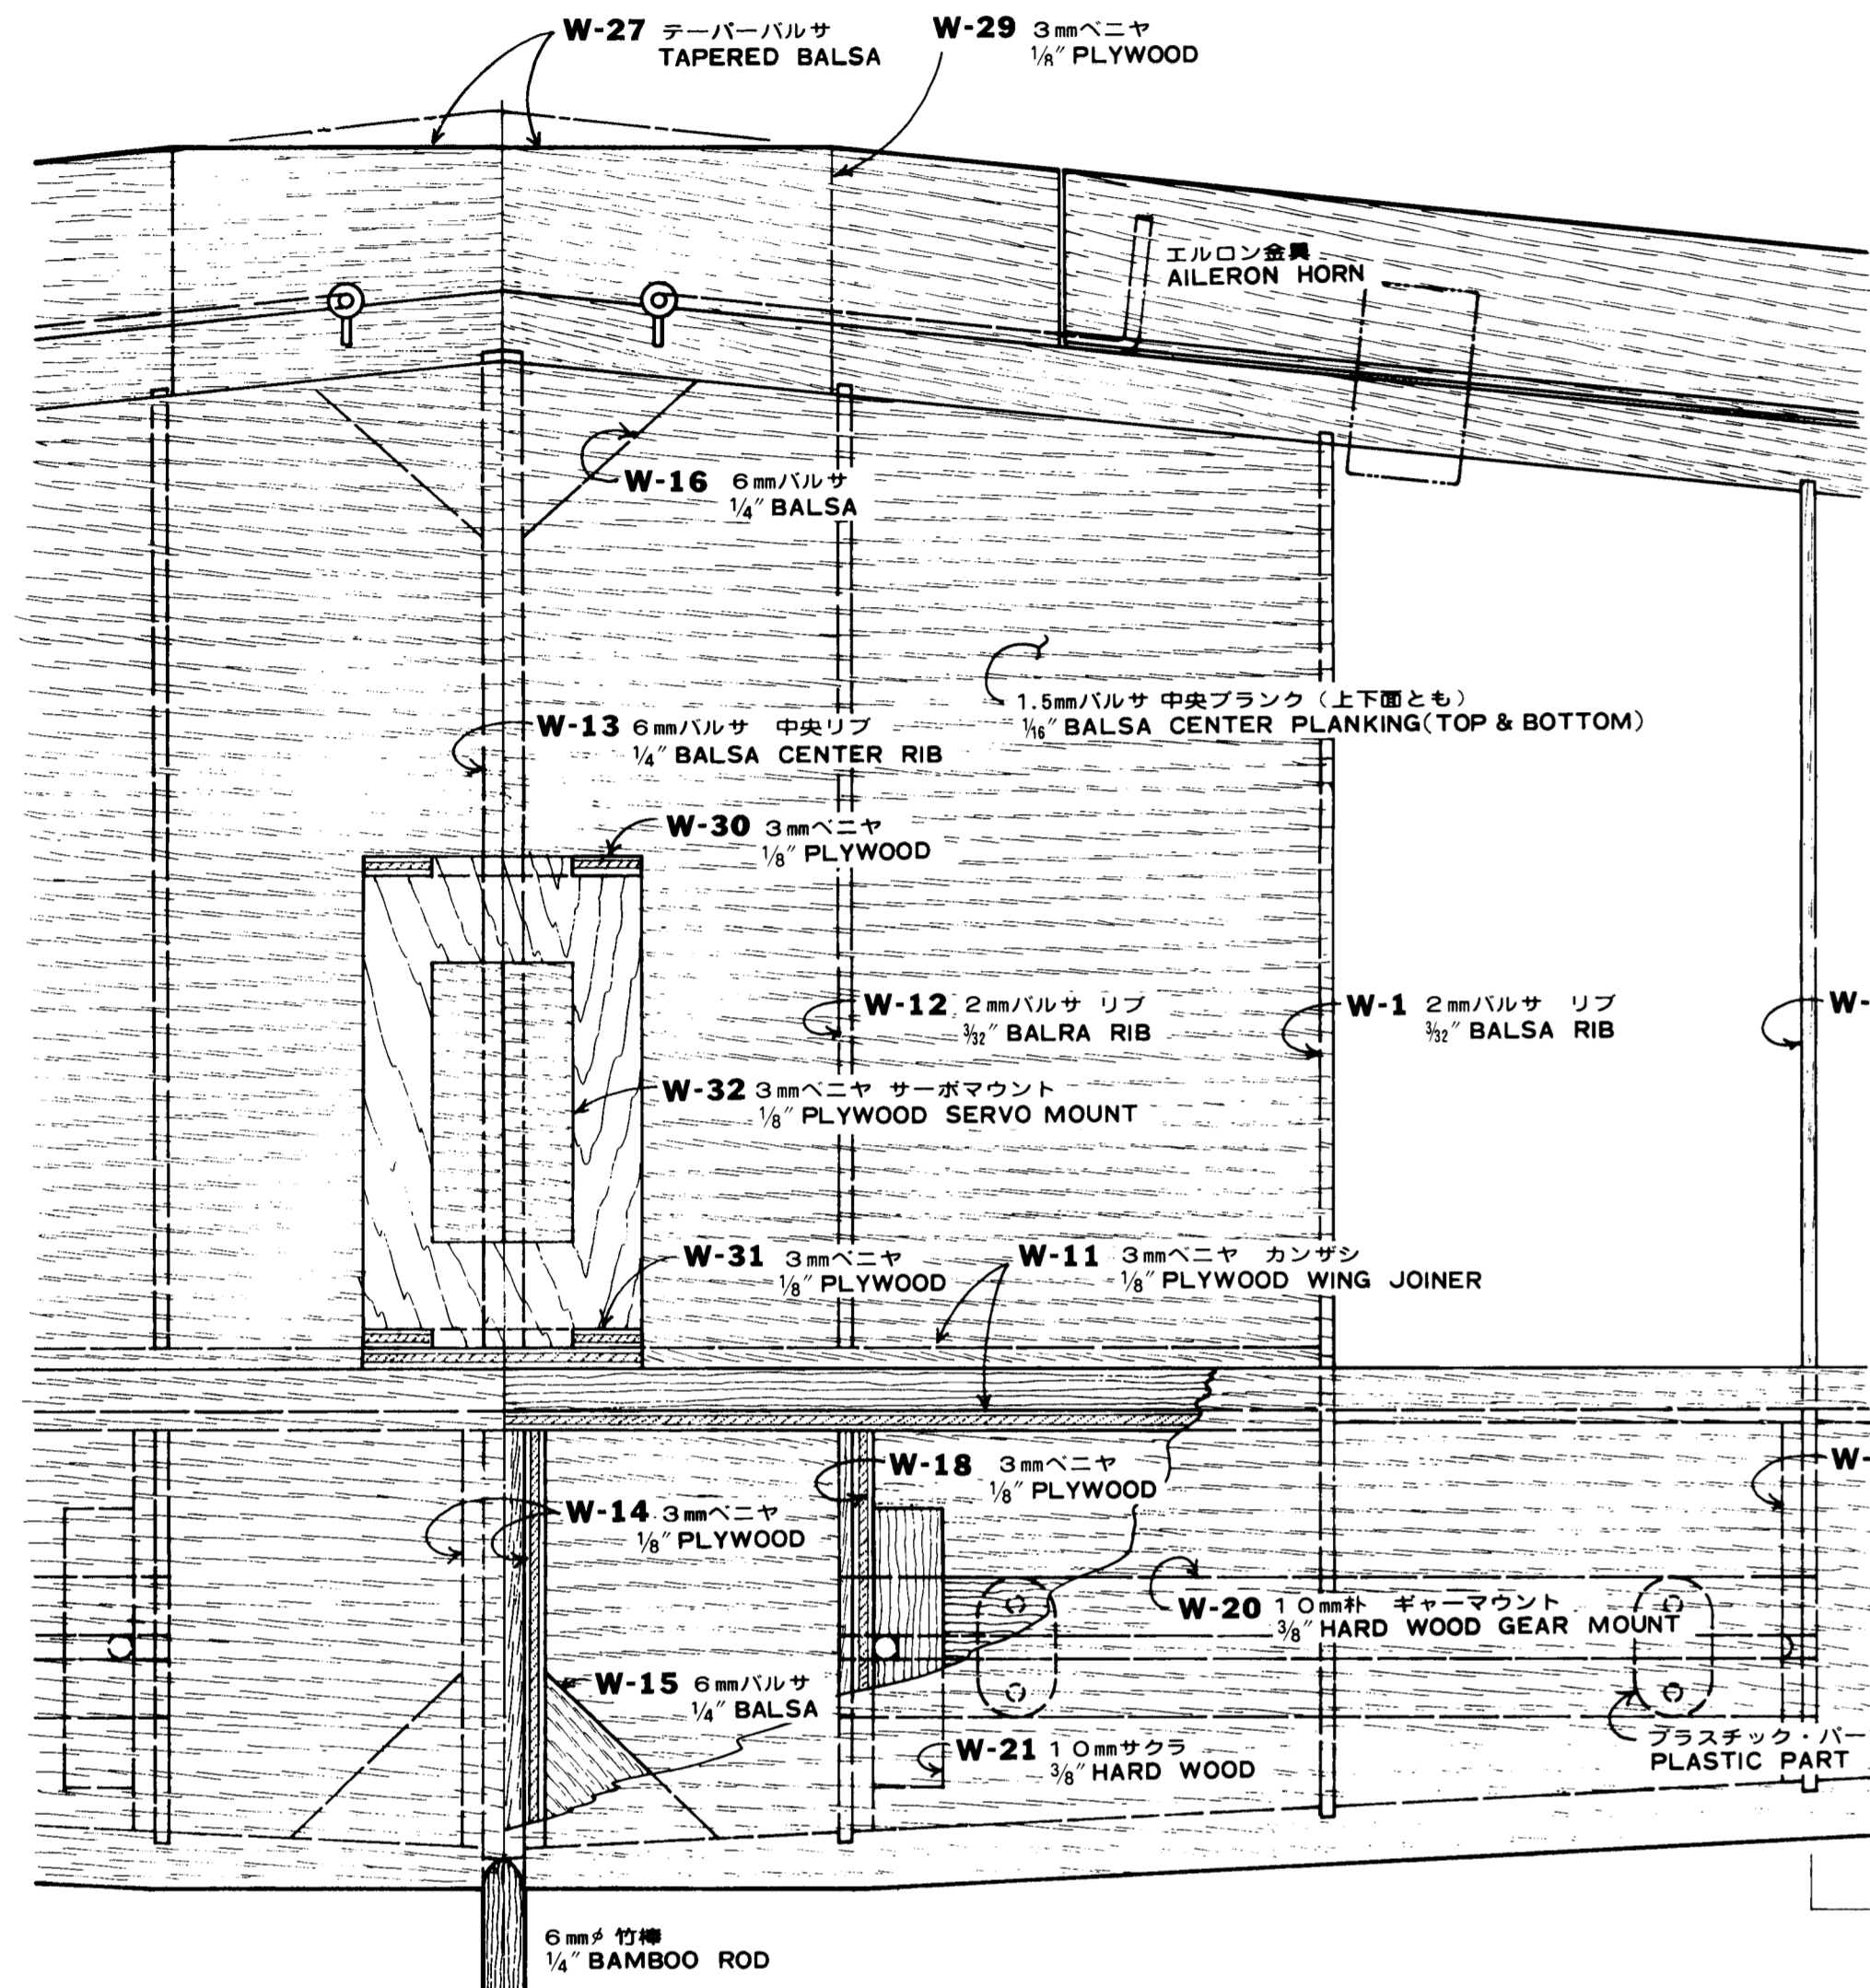 W-27 テーパーバルサ
TAPERED BALSA
W-29 3mmベニヤ
1/8" PLYWOOD
エルロン金具
AILERON HORN
W-16 6mmバルサ
1/4" BALSA
1.5mmバルサ 中央プランク（上下面とも）
1/16" BALSA CENTER PLANKING(TOP & BOTTOM)
W-13 6mmバルサ 中央リブ
1/4" BALSA CENTER RIB
W-30 3mmベニヤ
1/8" PLYWOOD
W-12 2mmバルサ リブ
3/32" BALRA RIB
W-1 2mmバルサ リブ
3/32" BALSA RIB
W-
W-32 3mmベニヤ サーボマウント
1/8" PLYWOOD SERVO MOUNT
W-31 3mmベニヤ
1/8" PLYWOOD
W-11 3mmベニヤ カンザシ
1/8" PLYWOOD WING JOINER
W-18 3mmベニヤ
1/8" PLYWOOD
W-
W-14 3mmベニヤ
1/8" PLYWOOD
W-20 10mm朴 ギャーマウント
3/8" HARD WOOD GEAR MOUNT
W-15 6mmバルサ
1/4" BALSA
W-21 10mmサクラ
3/8" HARD WOOD
プラスチック・パー
PLASTIC PART
6mmφ 竹棒
1/4" BAMBOO ROD